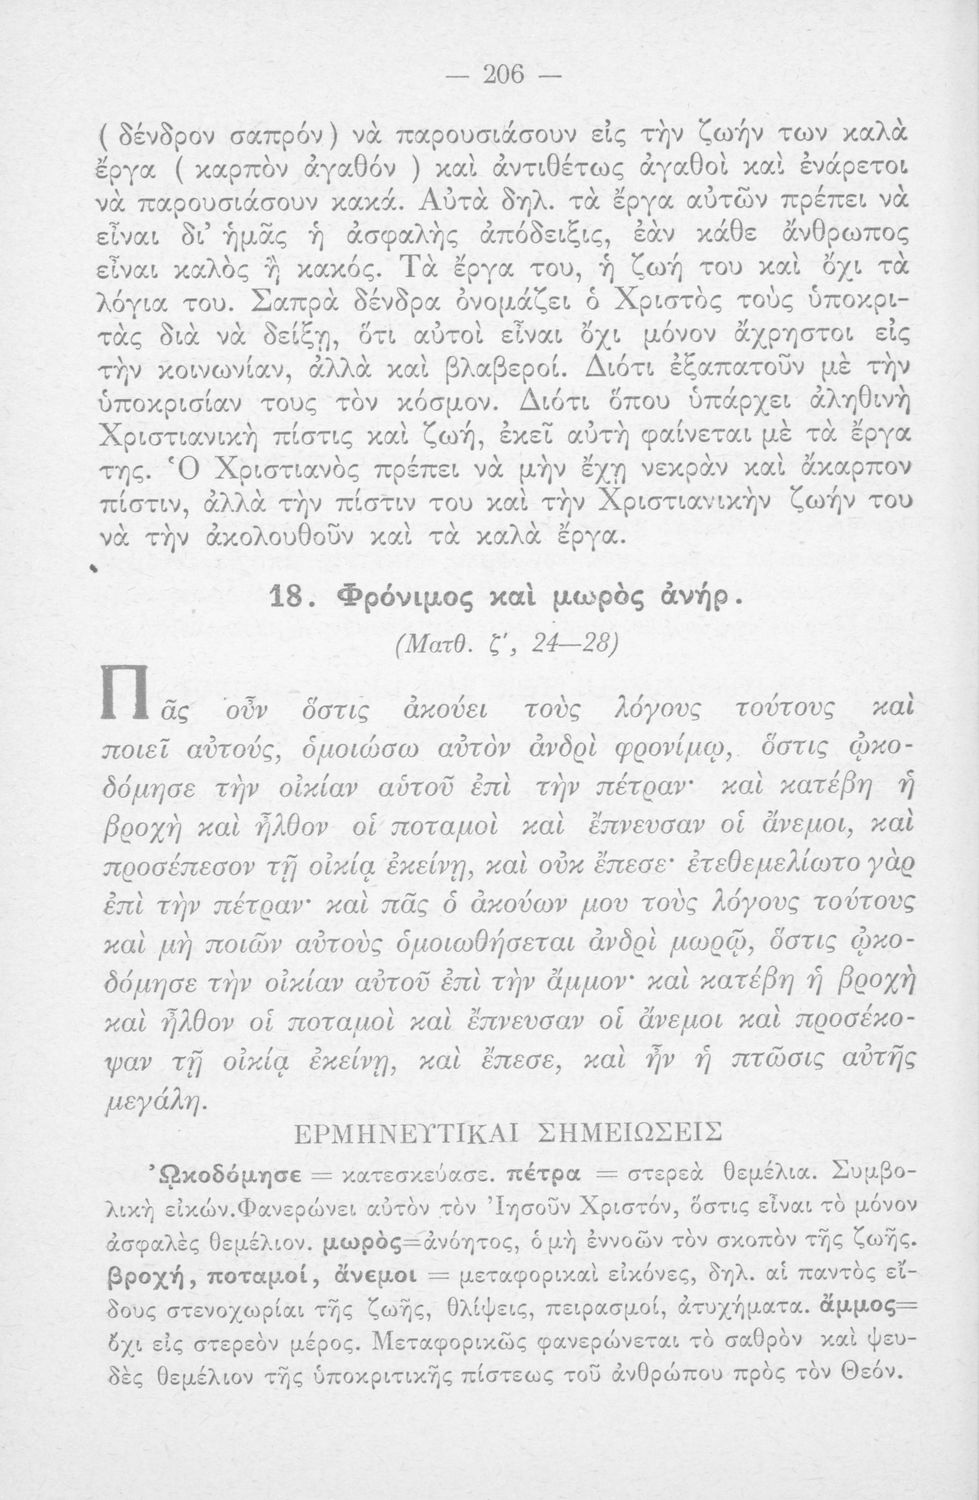 — 206 —
( δένδρον σαπρόν) νὰ παρουσιάσουν εἰς τὴν ζωήν των καλὰ
ἔργα ( καρπὸν ἀγαθόν ) καὶ ἀντιθέτως ἀγαθοὶ καὶ ἐνάρετοι
νὰ παρουσιάσουν κακά. Αὐτὰ δηλ. τὰ ἔργα αὐτῶν πρέπει νὰ
εἶναι δι’ ἡμᾶς ἡ ἀσφαλὴς ἀπόδειξις, ἐὰν κάθε ἄνθρωπος
εἶναι καλὸς ἢ κακός. Τὰ ἔργα του, ἡ ζωή του καὶ ὄχι τὰ
λόγια του. Σαπρὰ δένδρα ὀνομάζει ὁ Χριστὸς τοὺς ὑποκρι-
τὰς διὰ νὰ δείξῃ, ὅτι αὐτοὶ εἶναι ὄχι μόνον ἄχρηστοι εἰς
τὴν κοινωνίαν, ἀλλὰ καὶ βλαβεροί. Διότι ἐξαπατοῦν μὲ τὴν
ὑποκρισίαν τους τὸν κόσμον. Διότι ὅπου ὑπάρχει ἀληθινὴ
Χριστιανικὴ πίστις καὶ ζωή, ἐκεῖ αὐτὴ φαίνεται μὲ τὰ ἔργα
της. Ὁ Χριστιανὸς πρέπει νὰ μὴν ἔχῃ νεκρὰν καὶ ἄκαρπον
πίστιν, ἀλλὰ τὴν πίστιν του καὶ τὴν Χριστιανικὴν ζωήν του
νὰ τὴν ἀκολουθοῦν καὶ τὰ καλὰ ἔργα.
18. Φρόνιμος καὶ μωρὸς ἀνήρ.
(Ματθ. ζ', 24—28)
Πᾶς οὖν ὅστις ἀκούει τοὺς λόγους τούτους καὶ
ποιεῖ αὐτούς, ὁμοιώσω αὐτὸν ἀνδρὶ φρονίμῳ, ὅστις ᾠκο-
δόμησε τὴν οἰκίαν αὑτοῦ ἐπὶ τὴν πέτραν· καὶ κατέβη ἡ
βροχὴ καὶ ἦλθον οἱ ποταμοὶ καὶ ἔπνευσαν οἱ ἄνεμοι, καὶ
προσέπεσον τῇ οἰκίᾳ ἐκείνῃ, καὶ οὐκ ἔπεσε· ἐτεθεμελίωτο γὰρ
ἐπὶ τὴν πέτραν· καὶ πᾶς ὁ ἀκούων μου τοὺς λόγους τούτους
καὶ μὴ ποιῶν αὐτοὺς ὁμοιωθήσεται ἀνδρὶ μωρῷ, ὅστις ᾠκο-
δόμησε τὴν οἰκίαν αὐτοῦ ἐπὶ τὴν ἄμμον· καὶ κατέβη ἡ βροχὴ
καὶ ἦλθον οἱ ποταμοὶ καὶ ἔπνευσαν οἱ ἄνεμοι καὶ προσέκο-
ψαν τῇ οἰκίᾳ ἐκείνῃ, καὶ ἔπεσε, καὶ ἦν ἡ πτῶσις αὐτῆς
μεγάλη.
ΕΡΜΗΝΕΥΤΙΚΑΙ ΣΗΜΕΙΩΣΕΙΣ
ᾨκοδόμησε = κατεσκεύασε. πέτρα = στερεὰ θεμέλια. Συμβο-
λικὴ εἰκών.Φανερώνει αὐτὸν τὸν Ἰησοῦν Χριστόν, ὅστις εἶναι τὸ μόνον
ἀσφαλὲς θεμέλιον. μωρὸς=ἀνόητος, ὁ μὴ ἐννοῶν τὸν σκοπὸν τῆς ζωῆς.
βροχή, ποταμοί, ἄνεμοι = μεταφορικαὶ εἰκόνες, δηλ. αἱ παντὸς εἴ-
δους στενοχωρίαι τῆς ζωῆς, θλίψεις, πειρασμοί, ἀτυχήματα. ἄμμος=
ὄχι εἰς στερεὸν μέρος. Μεταφορικῶς φανερώνεται τὸ σαθρὸν καὶ ψευ-
δὲς θεμέλιον τῆς ὑποκριτικῆς πίστεως τοῦ ἀνθρώπου πρὸς τὸν Θεόν.